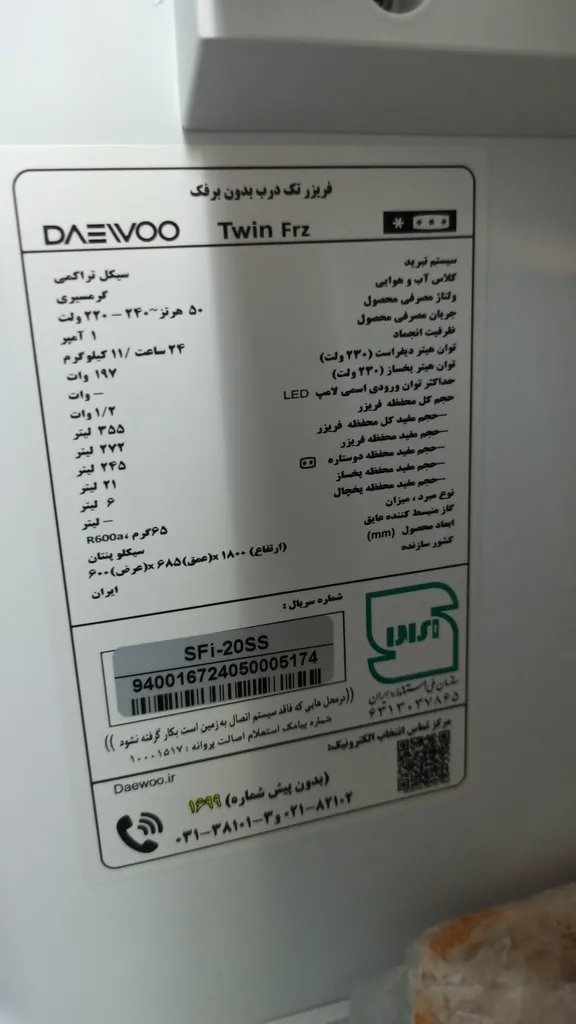 فریزر تک درب بدون برفک
DAEWOO Twin Frz
سیستم تبرید سیکل تراکمی
کلاس آب و هوایی گرمسیری
ولتاژ مصرفی محصول ۵۰ هرتز~۲۴۰ – ۲۲۰ ولت
جریان مصرفی محصول ۱ آمپر
ظرفیت انجماد ۲۴ ساعت /۱۱ کیلوگرم
توان هیتر دیفراست (۲۳۰ ولت) ۱۹۷ وات
توان هیتر یخساز (۲۳۰ ولت) – وات
حداکثر توان ورودی اسمی لامپ LED ۱/۲ وات
حجم کل محفظه فریزر ۳۵۵ لیتر
–حجم مفید کل محفظه فریزر ۲۷۲ لیتر
–حجم مفید محفظه فریزر ۲۴۵ لیتر
–حجم مفید محفظه دوستاره ۲۱ لیتر
–حجم مفید محفظه یخساز ۶ لیتر
–حجم مفید محفظه یخچال – لیتر
نوع مبرد ، میزان ۶۵گرم ،R600a
گاز منبسط کننده عایق سیکلو پنتان
ابعاد محصول (mm) (ارتفاع) ۱۸۰۰ x(عمق) ۶۸۵ x(عرض) ۶۰۰
کشور سازنده ایران
شماره سریال :
SFi-20SS
940016724050005174
سازمان ملی استاندارد ایران
۶۳۱۳۰۳۷۸۶۵
((درمحل هایی که فاقد سیستم اتصال به زمین است بکار گرفته نشود ))
شماره پیامک استعلام اصالت پروانه : ۱۰۰۰۱۵۱۷
مرکز تماس انتخاب الکترونیک:
Daewoo.ir
(بدون پیش شماره) ۱۶۹۹
۰۲۱–۸۲۱۰۲ و ۳–۰۳۱–۳۸۱۰۱